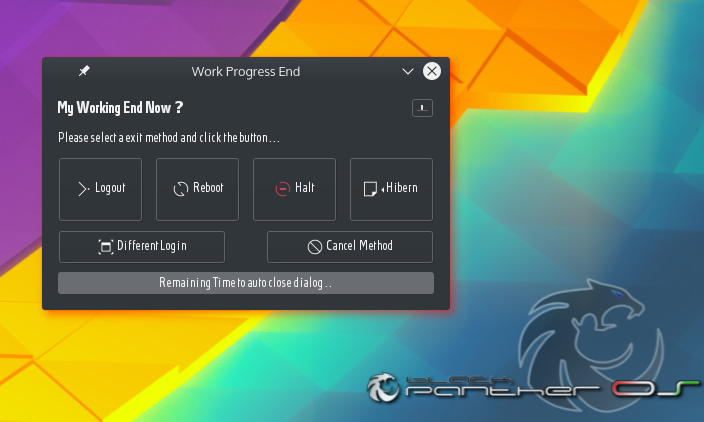 Work Progress End
My Working End Now ?
Please select a exit method and click the button...
Logout
Reboot
Halt
Hibern
Different Login
Cancel Method
Remaining Time to auto close dialog..
black
Panther OS